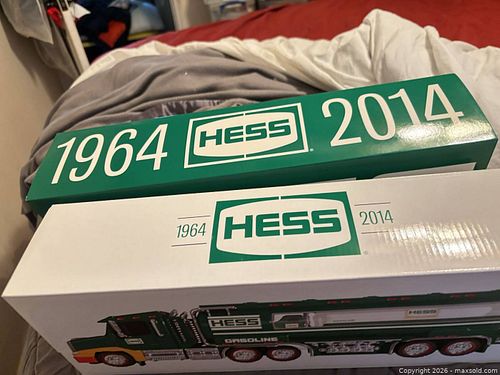 1964 HESS 2014
1964 HESS 2014
HESS
HESS
GASOLINE
Copyright 2026 - maxsold.com